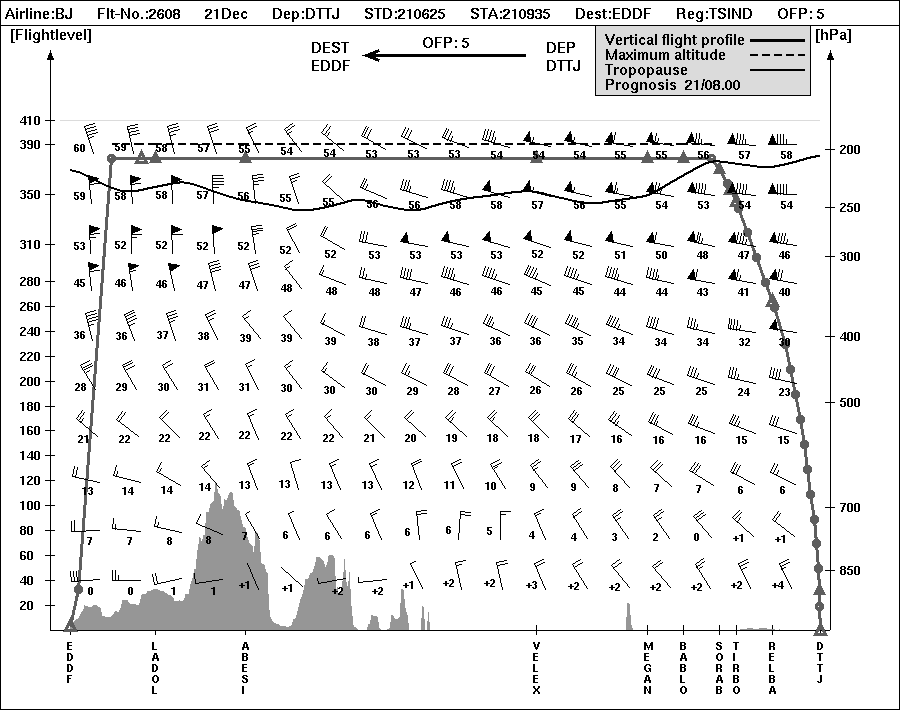 Airline:BJ Flt-No.:2608 21Dec Dep:DTTJ STD:210625 STA:210935 Dest:EDDF Reg:TSIND OFP: 5
[Flightlevel] [hPa]
DEST OFP: 5 DEP
EDDF DTTJ
Vertical flight profile
Maximum altitude
Tropopause
Prognosis 21/08.00
410
390 60 59 58 57 55 54 54 53 53 53 54 54 54 55 55 56 57 58 200
350 59 58 58 57 56 55 55 56 56 58 58 57 56 55 54 53 54 54 250
310 53 52 52 52 52 52 52 53 53 53 53 52 52 51 50 48 47 46 300
280 45 46 46 47 47 48 48 48 47 46 46 45 45 44 44 43 41 40
260
240 36 36 37 38 39 39 39 38 37 37 36 36 35 34 34 34 32 30 400
220
200 28 29 30 31 31 30 30 30 29 28 27 26 26 25 25 25 24 23
180 500
160 21 22 22 22 22 22 22 21 20 19 18 18 17 16 16 16 15 15
140
120 13 14 14 14 13 13 13 13 12 11 10 9 9 8 7 7 6 6
100 700
80 7 7 8 8 7 6 6 6 6 6 5 4 4 3 2 0 +1 +1
60
40 0 0 1 1 +1 +1 +2 +2 +1 +2 +2 +3 +2 +2 +2 +2 +2 +4 850
20
EDDF LADOL ABESI VELEX MEGAN BABLO SORAB TIRBO RELBA DTTJ